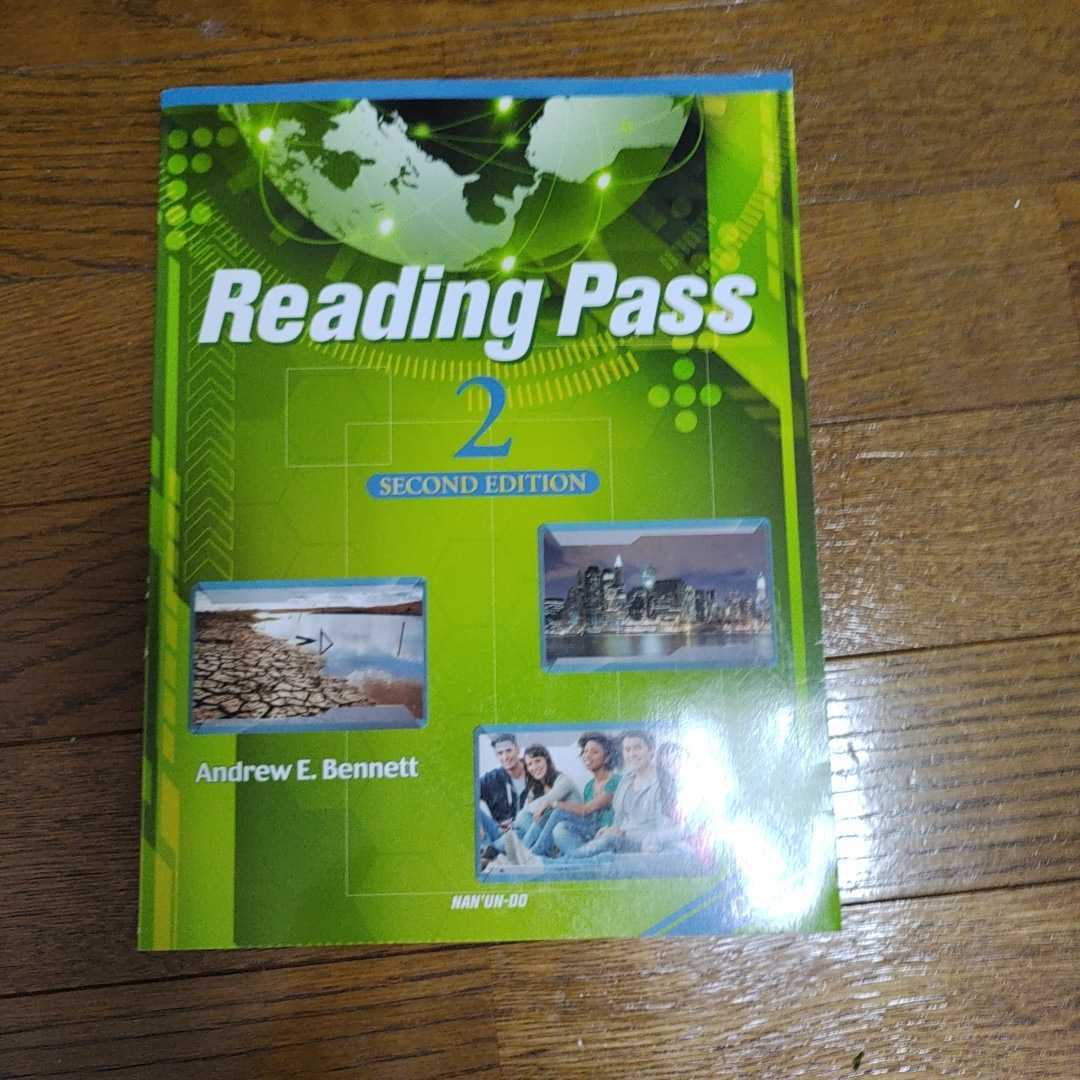 Reading Pass
2
SECOND EDITION
Andrew E. Bennett
NAN'UN-DO